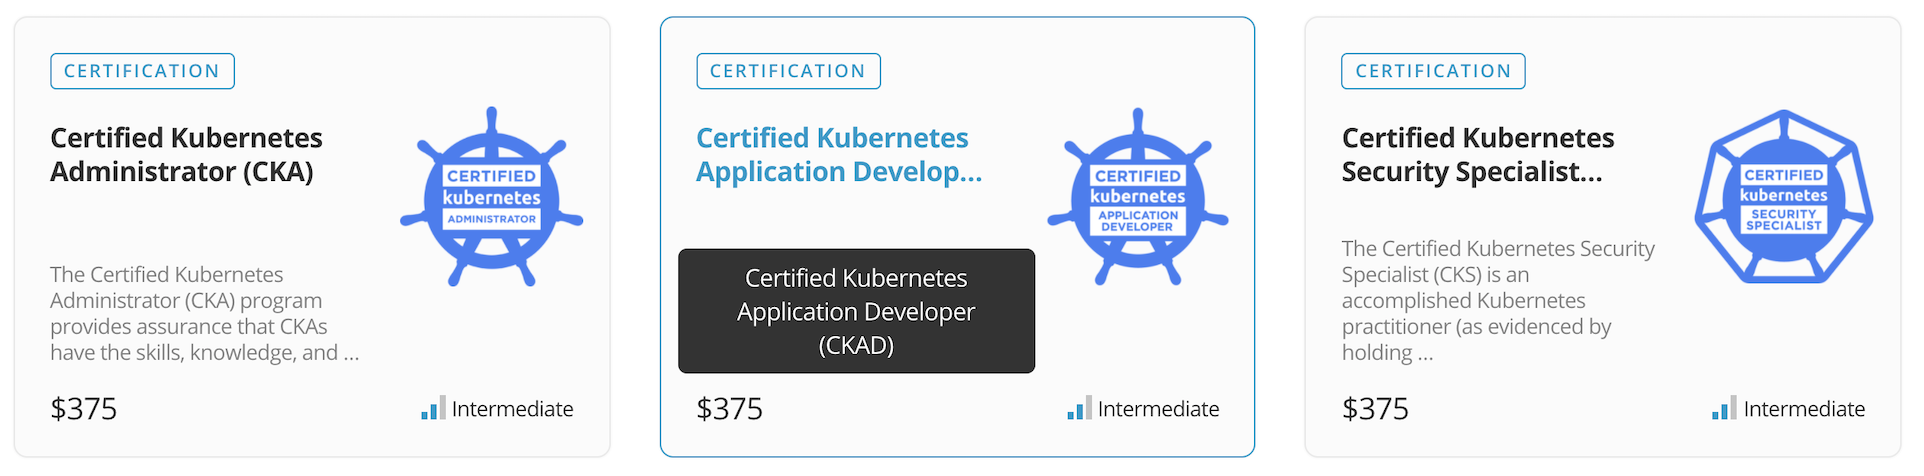 CERTIFICATION
Certified Kubernetes
Administrator (CKA)
CERTIFIED
kubernetes
ADMINISTRATOR
The Certified Kubernetes
Administrator (CKA) program
provides assurance that CKAs
have the skills, knowledge, and ...
$375
Intermediate
CERTIFICATION
Certified Kubernetes
Application Develop...
CERTIFIED
kubernetes
APPLICATION
DEVELOPER
Certified Kubernetes
Application Developer
(CKAD)
$375
Intermediate
CERTIFICATION
Certified Kubernetes
Security Specialist...
CERTIFIED
kubernetes
SECURITY
SPECIALIST
The Certified Kubernetes Security
Specialist (CKS) is an
accomplished Kubernetes
practitioner (as evidenced by
holding ...
$375
Intermediate